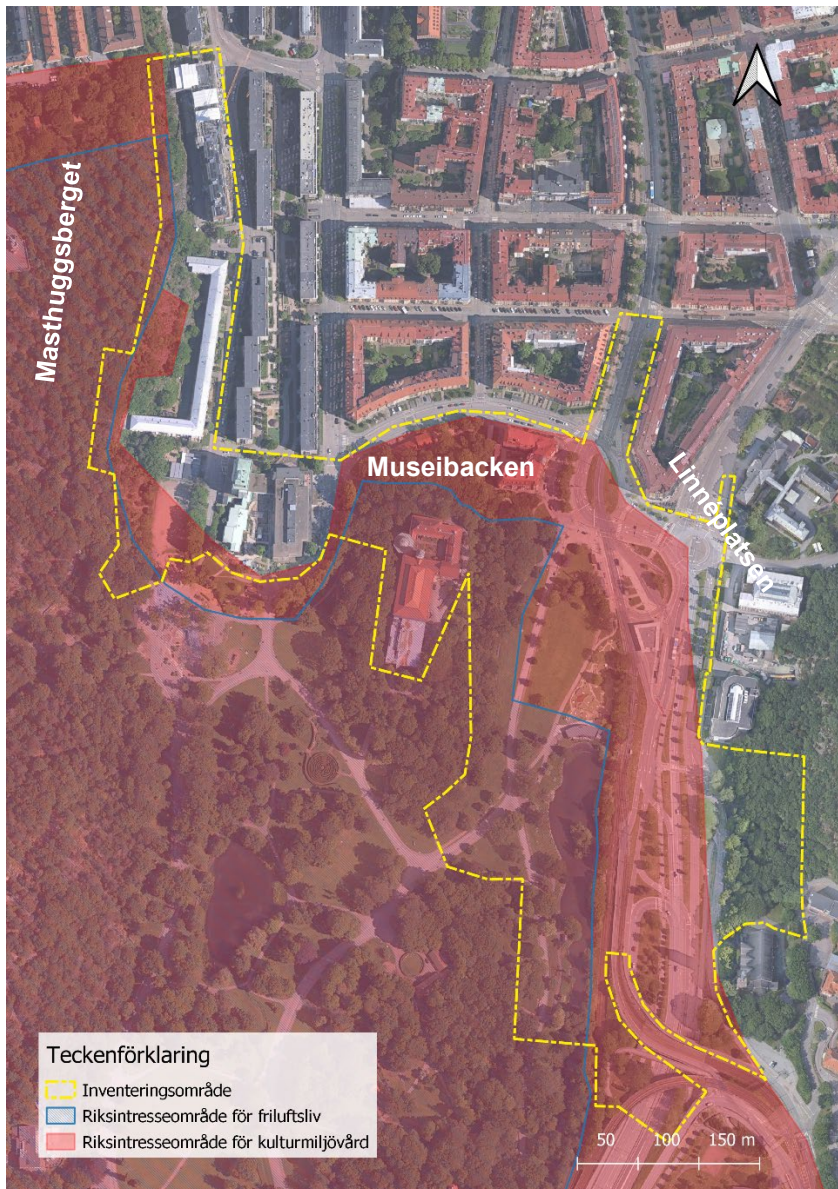 Masthuggsberget
Museibacken
Linnéplatsen
Teckenförklaring
Inventeringsområde
Riksintresseområde för friluftsliv
Riksintresseområde för kulturmiljövård
50 100 150 m